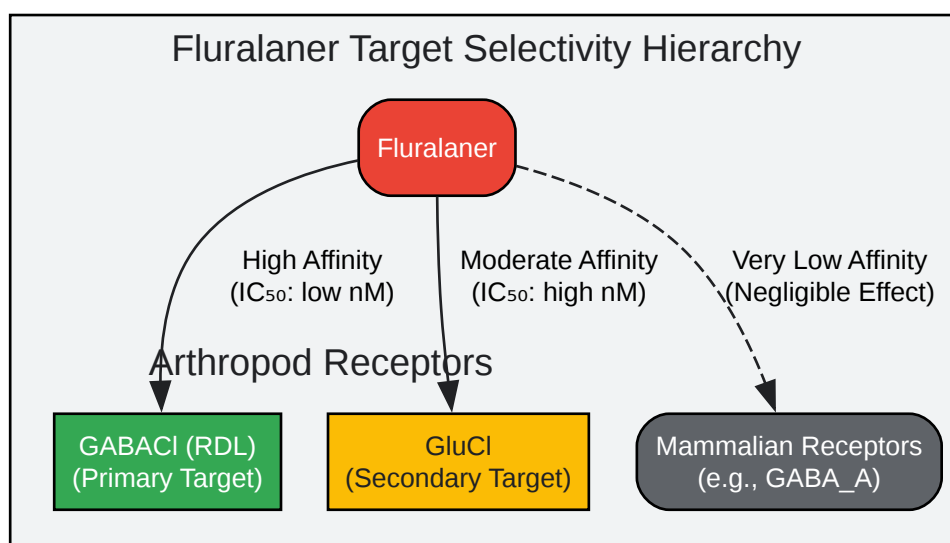 Fluralaner Target Selectivity Hierarchy
Fluralaner
High Affinity
(IC₅₀: low nM)
Moderate Affinity
(IC₅₀: high nM)
Very Low Affinity
(Negligible Effect)
Arthropod Receptors
GABACl (RDL)
(Primary Target)
GluCl
(Secondary Target)
Mammalian Receptors
(e.g., GABA_A)